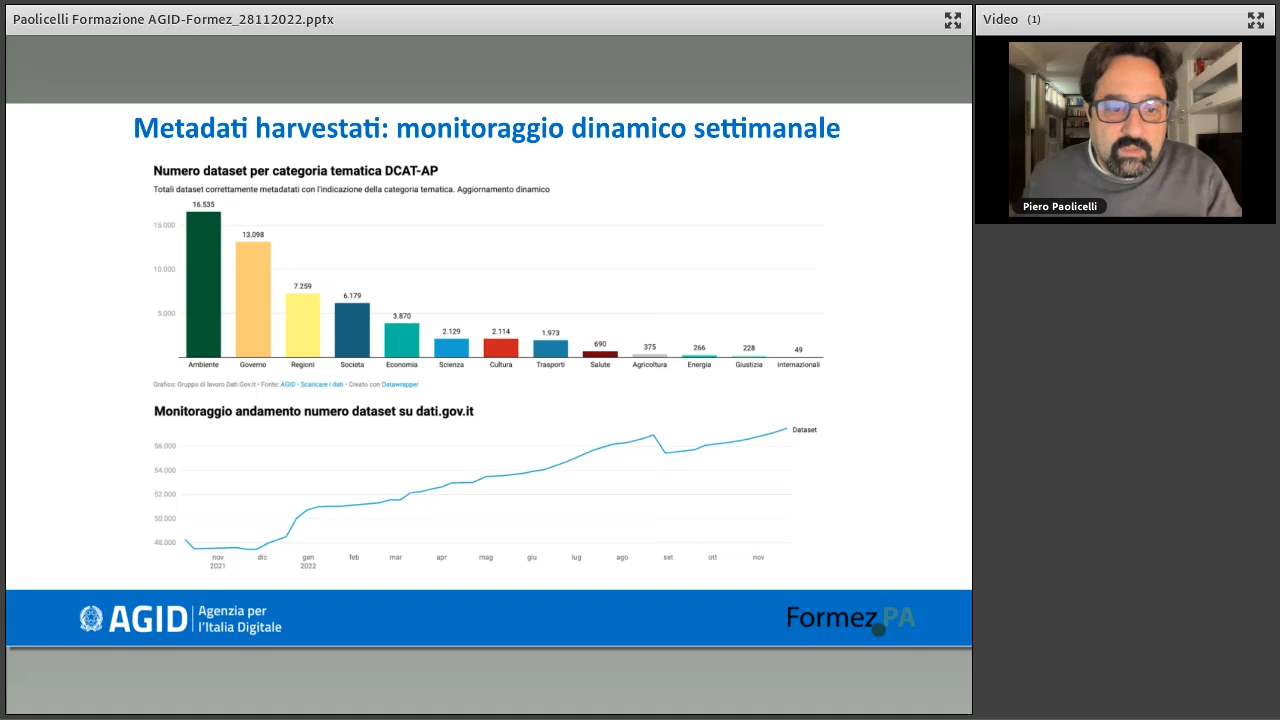 Paolicelli Formazione AGID-Formez_28112022.pptx
Video (1)
Piero Paolicelli
Metadati harvestati: monitoraggio dinamico settimanale
Numero dataset per categoria tematica DCAT-AP
Totali dataset correttamente metadatati con l'indicazione della categoria tematica. Aggiornamento dinamico
16.535
15.000
13.098
10.000
7.259
6.179
5.000
3.870
2.129
2.114
1.973
690
375
266
228
49
Ambiente Governo Regioni Societa Economia Scienza Cultura Trasporti Salute Agricoltura Energia Giustizia Internazionali
Grafico: Gruppo di lavoro Dati.Gov.it • Fonte: AGID • Scaricare i dati • Creato con Datawrapper
Monitoraggio andamento numero dataset su dati.gov.it
Dataset
56.000
54.000
52.000
50.000
48.000
nov dic gen feb mar apr mag giu lug ago set ott nov
2021 2022
AGID Agenzia per
l'Italia Digitale
Formez PA